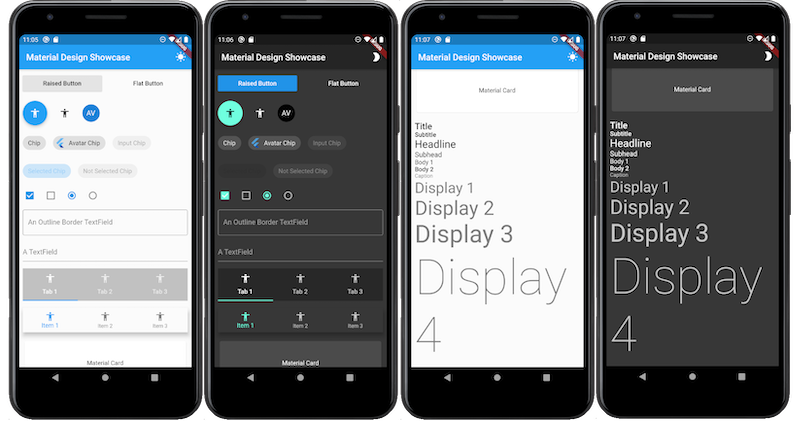 11:05
Material Design Showcase
Raised Button
Flat Button
AV
Chip
Avatar Chip
Input Chip
Selected Chip
Not Selected Chip
An Outline Border TextField
A TextField
Tab 1
Tab 2
Tab 3
Item 1
Item 2
Item 3
Material Card
11:06
Material Design Showcase
Raised Button
Flat Button
AV
Chip
Avatar Chip
Input Chip
Not Selected Chip
An Outline Border TextField
A TextField
Tab 1
Tab 2
Tab 3
Item 1
Item 2
Item 3
Material Card
11:07
Material Design Showcase
Material Card
Title
Subtitle
Headline
Subhead
Body 1
Body 2
Caption
Display 1
Display 2
Display 3
Display
4
11:07
Material Design Showcase
Material Card
Title
Subtitle
Headline
Subhead
Body 1
Body 2
Caption
Display 1
Display 2
Display 3
Display
4